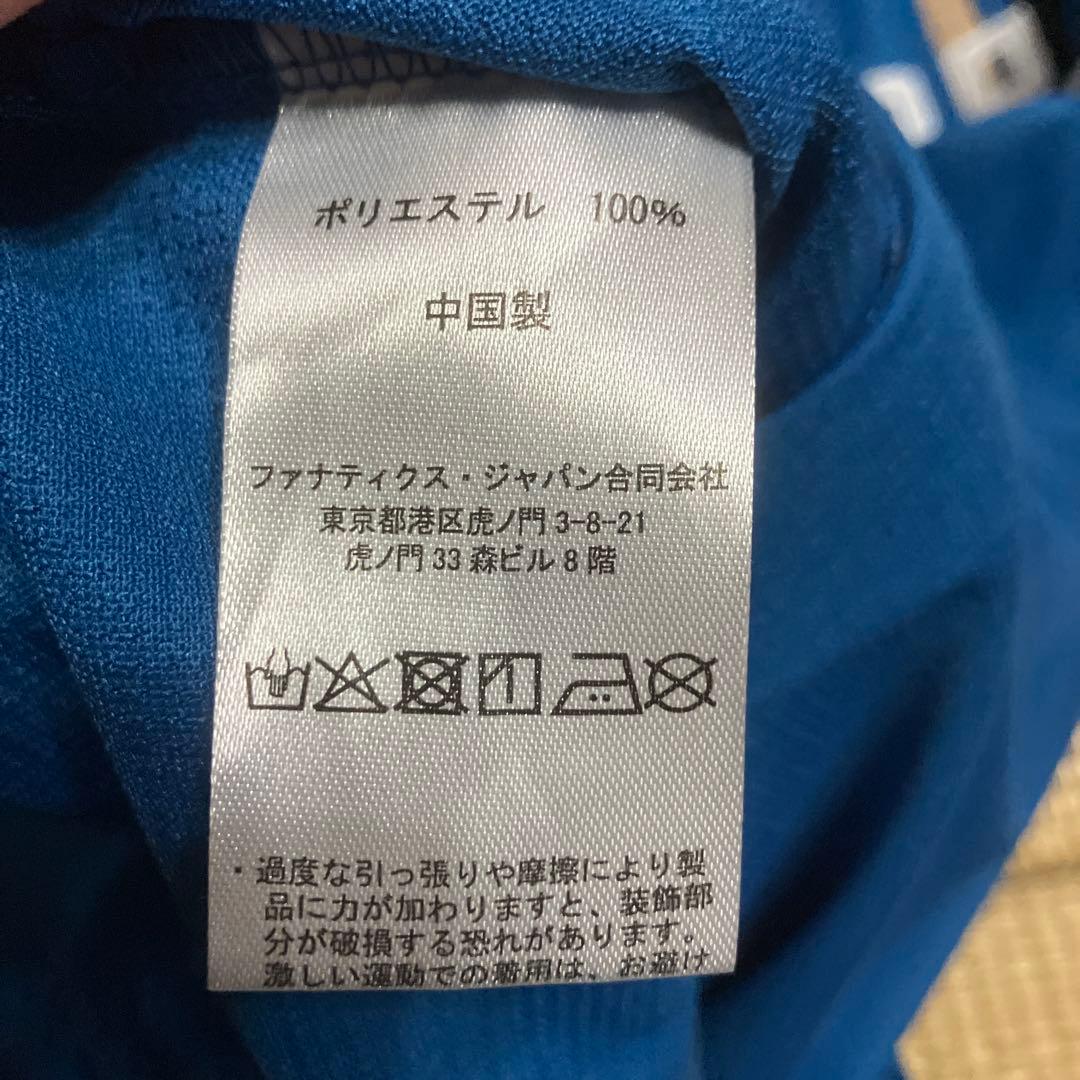 ポリエステル 100%
中国製
ファナティクス・ジャパン合同会社
東京都港区虎ノ門3-8-21
虎ノ門33森ビル8階
・過度な引っ張りや摩擦により製
品に力が加わりますと、装飾部
分が破損する恐れがあります。
激しい運動での着用は、お避け